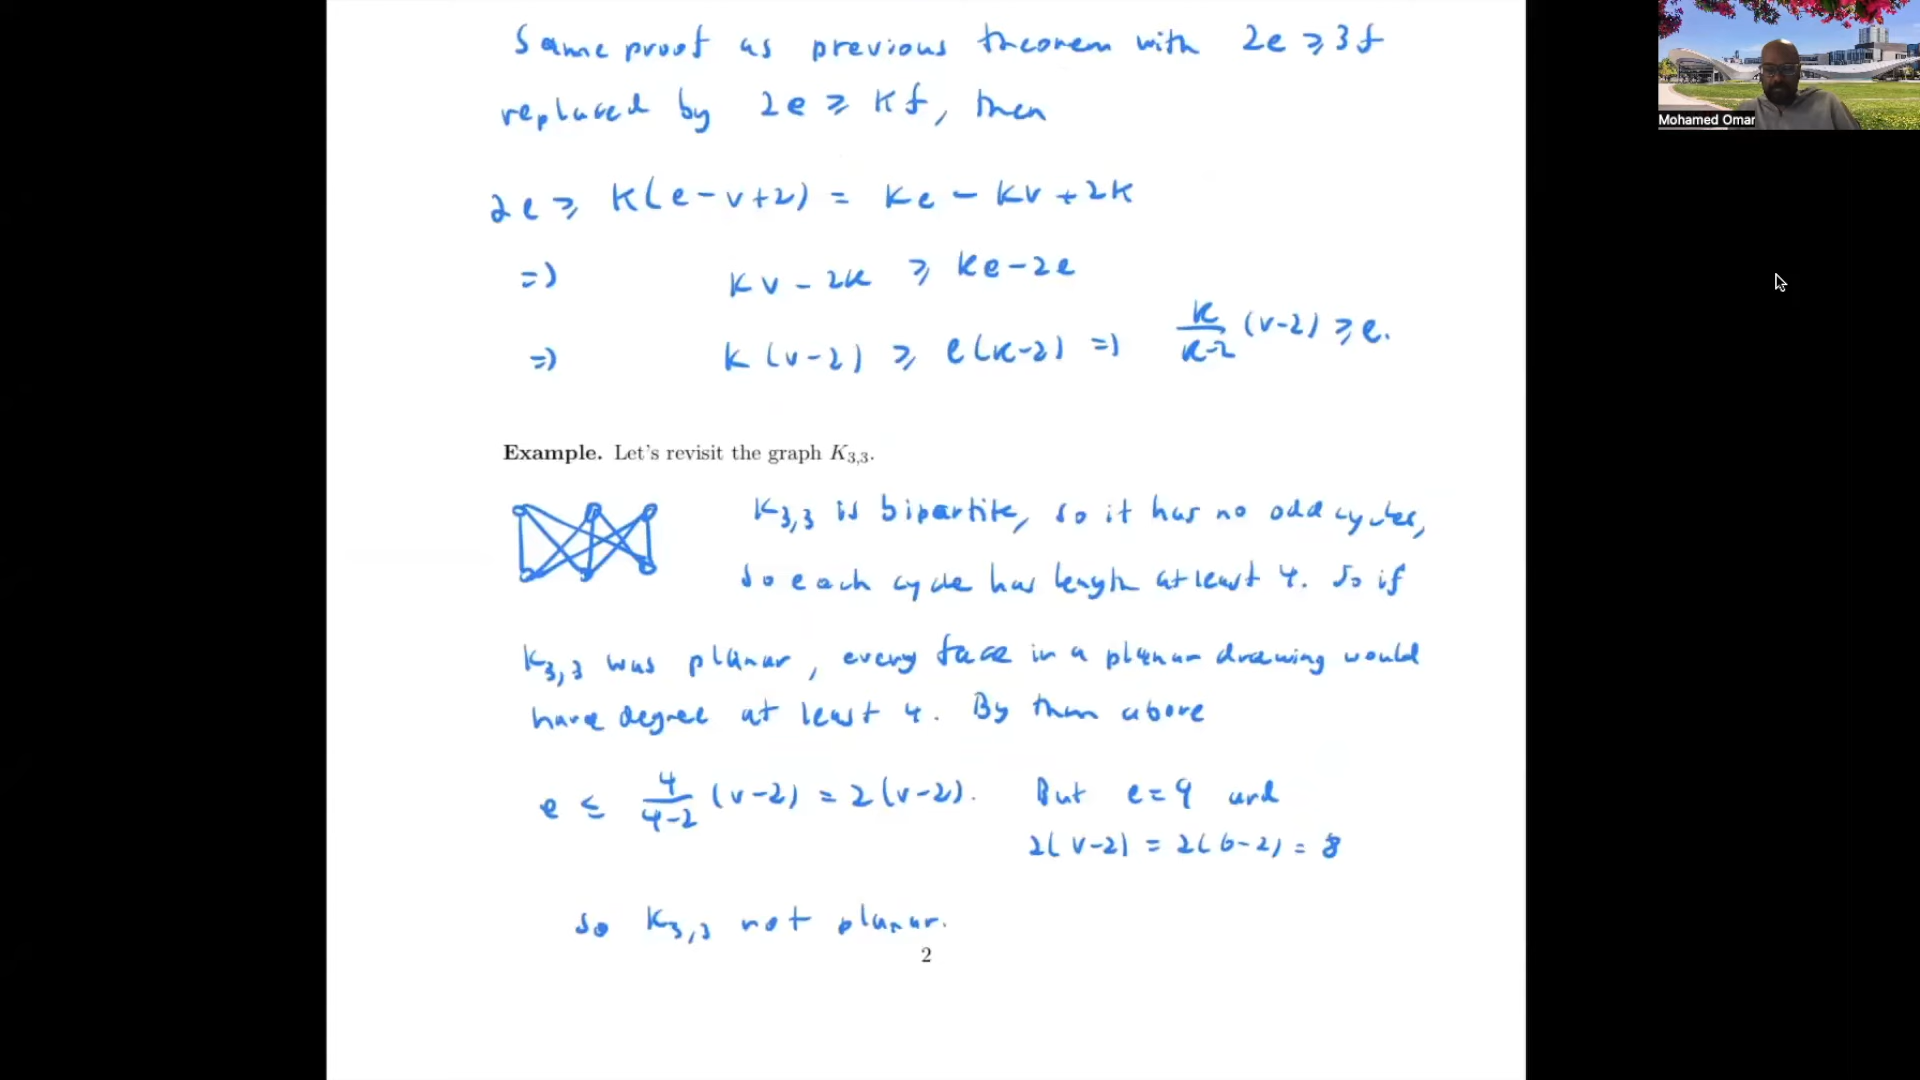 Same proof as previous theorem with 2e ≥ 3f
replaced by 2e ≥ Kf, then
2e ≥ K(e-v+2) = Ke - Kv + 2K
=> Kv - 2K ≥ Ke - 2e
=> K(v-2) ≥ e(K-2) => K/(K-2) (v-2) ≥ e.
Example. Let's revisit the graph K₃,₃.
K₃,₃ is bipartite, so it has no odd cycles,
so each cycle has length at least 4. So if
K₃,₃ was planar, every face in a planar drawing would
have degree at least 4. By thm above
e ≤ 4/(4-2) (v-2) = 2(v-2). But e=9 and
2(v-2) = 2(6-2) = 8
so K₃,₃ not planar.
2
Mohamed Omar